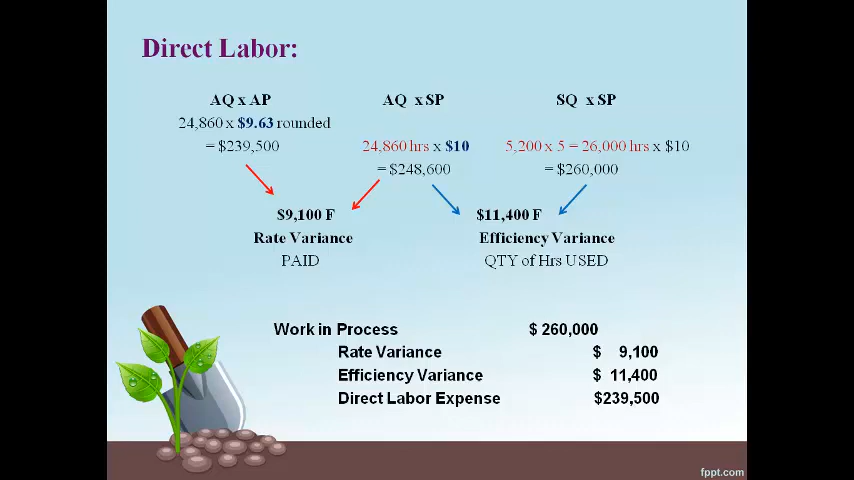 Direct Labor:
AQ x AP
24,860 x $9.63 rounded
= $239,500
AQ x SP
24,860 hrs x $10
= $248,600
SQ x SP
5,200 x 5 = 26,000 hrs x $10
= $260,000
$9,100 F
Rate Variance
PAID
$11,400 F
Efficiency Variance
QTY of Hrs USED
Work in Process $ 260,000
Rate Variance $ 9,100
Efficiency Variance $ 11,400
Direct Labor Expense $239,500
fppt.com